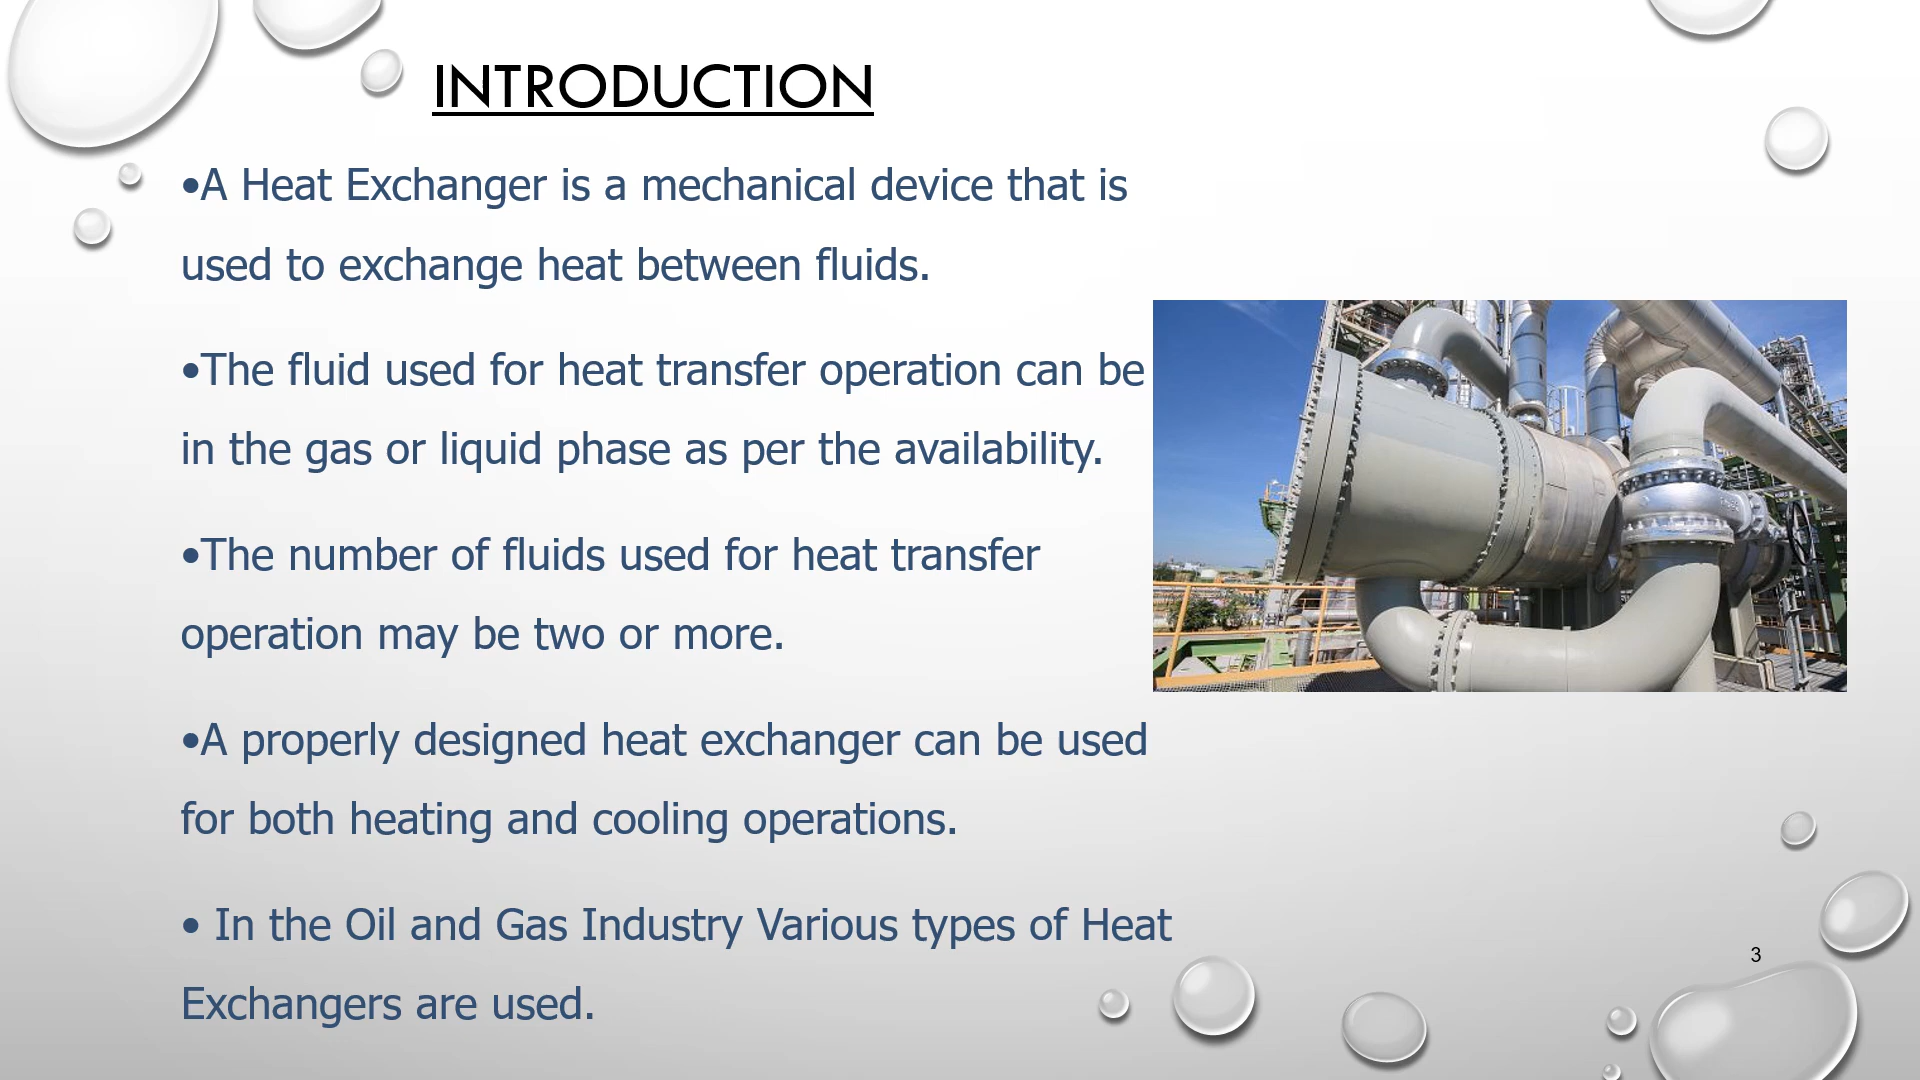 INTRODUCTION
•A Heat Exchanger is a mechanical device that is
used to exchange heat between fluids.
•The fluid used for heat transfer operation can be
in the gas or liquid phase as per the availability.
•The number of fluids used for heat transfer
operation may be two or more.
•A properly designed heat exchanger can be used
for both heating and cooling operations.
• In the Oil and Gas Industry Various types of Heat
Exchangers are used.
3